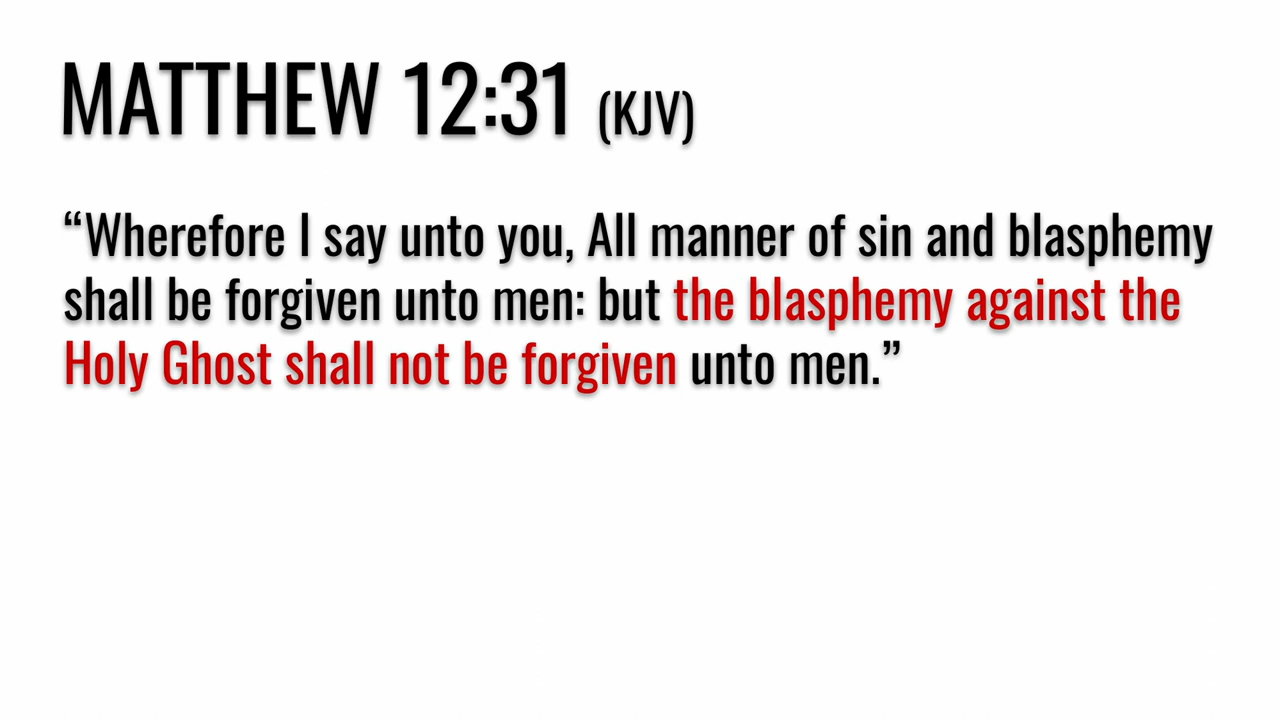 MATTHEW 12:31 (KJV)
“Wherefore I say unto you, All manner of sin and blasphemy
shall be forgiven unto men: but the blasphemy against the
Holy Ghost shall not be forgiven unto men.”